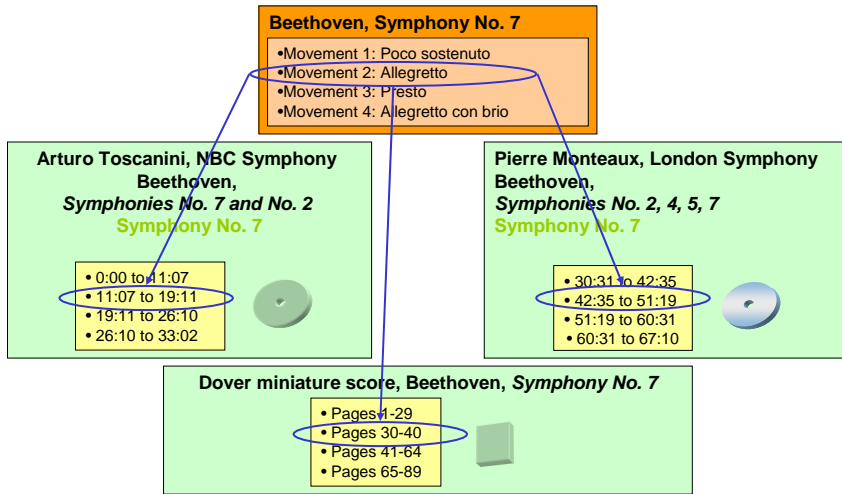 Beethoven, Symphony No. 7
•Movement 1: Poco sostenuto
•Movement 2: Allegretto
•Movement 3: Presto
•Movement 4: Allegretto con brio
Arturo Toscanini, NBC Symphony
Beethoven,
Symphonies No. 7 and No. 2
Symphony No. 7
• 0:00 to 11:07
• 11:07 to 19:11
• 19:11 to 26:10
• 26:10 to 33:02
Pierre Monteaux, London Symphony
Beethoven,
Symphonies No. 2, 4, 5, 7
Symphony No. 7
• 30:31 to 42:35
• 42:35 to 51:19
• 51:19 to 60:31
• 60:31 to 67:10
Dover miniature score, Beethoven, Symphony No. 7
• Pages 1-29
• Pages 30-40
• Pages 41-64
• Pages 65-89